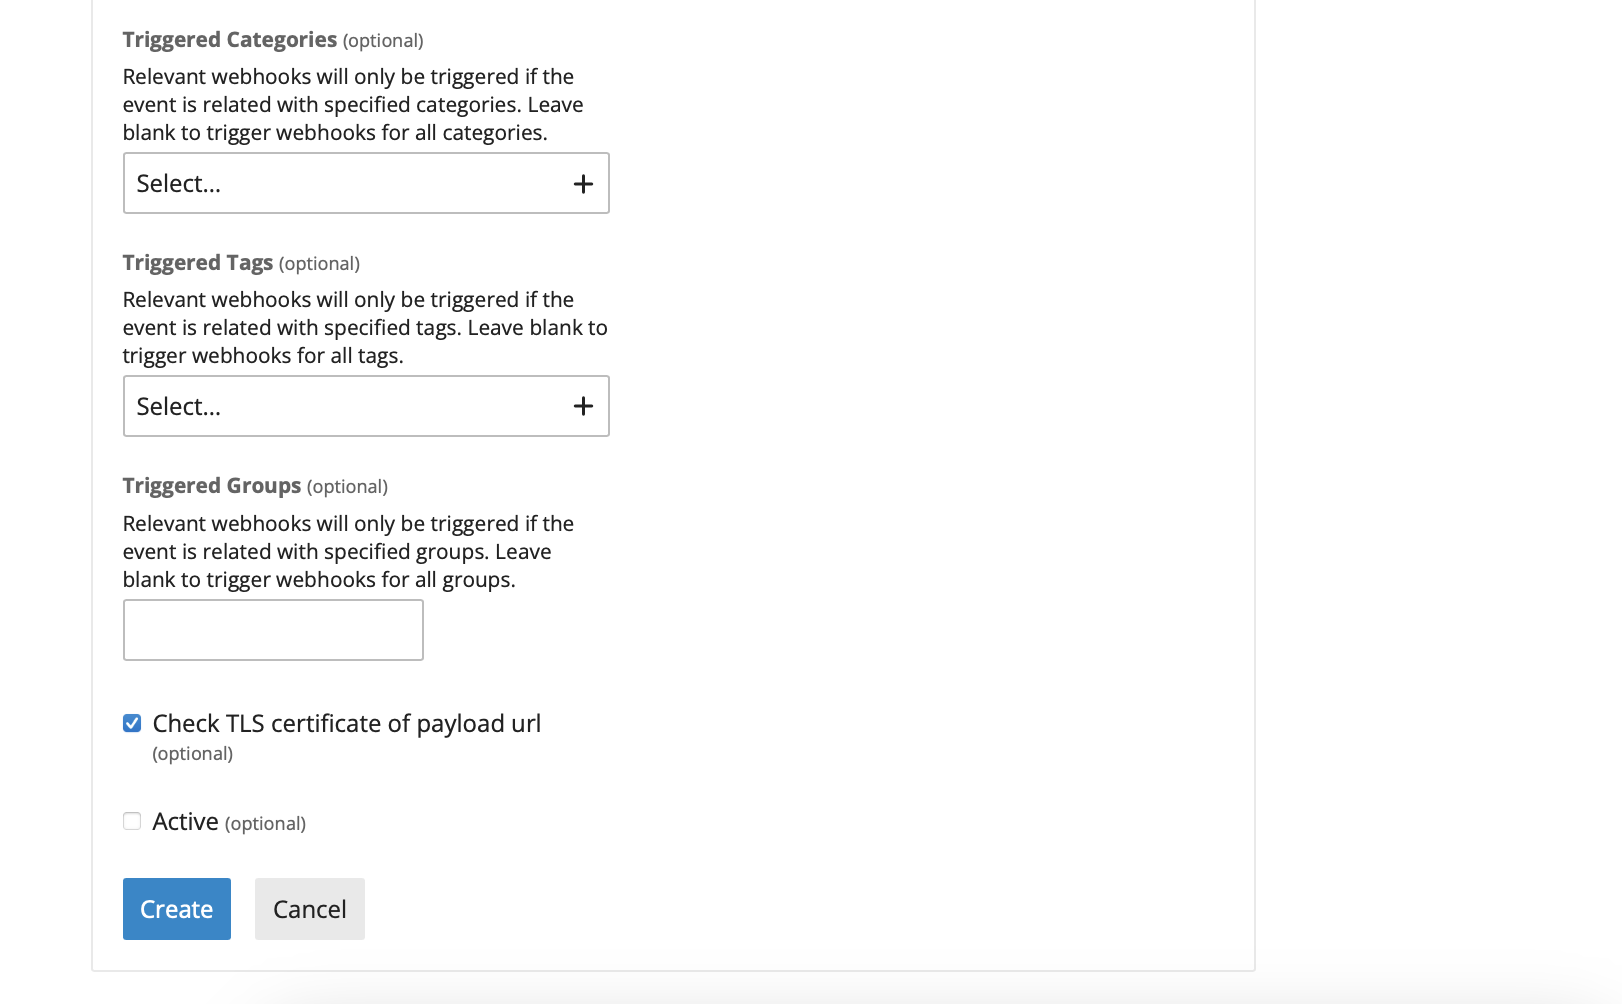 Triggered Categories (optional)
Relevant webhooks will only be triggered if the
event is related with specified categories. Leave
blank to trigger webhooks for all categories.
Select...
Triggered Tags (optional)
Relevant webhooks will only be triggered if the
event is related with specified tags. Leave blank to
trigger webhooks for all tags.
Select...
Triggered Groups (optional)
Relevant webhooks will only be triggered if the
event is related with specified groups. Leave
blank to trigger webhooks for all groups.
Check TLS certificate of payload url
(optional)
Active (optional)
Create Cancel